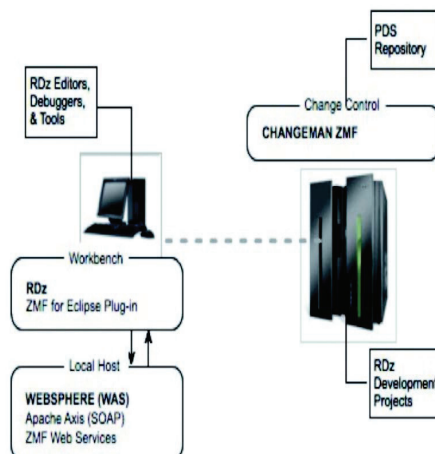 PDS
Repository
RDz Editors,
Debuggers,
& Tools
Change Control
CHANGEMAN ZMF
Workbench
RDz
ZMF for Eclipse Plug-in
Local Host
WEBSPHERE (WAS)
Apache Axis (SOAP)
ZMF Web Services
RDz
Development
Projects